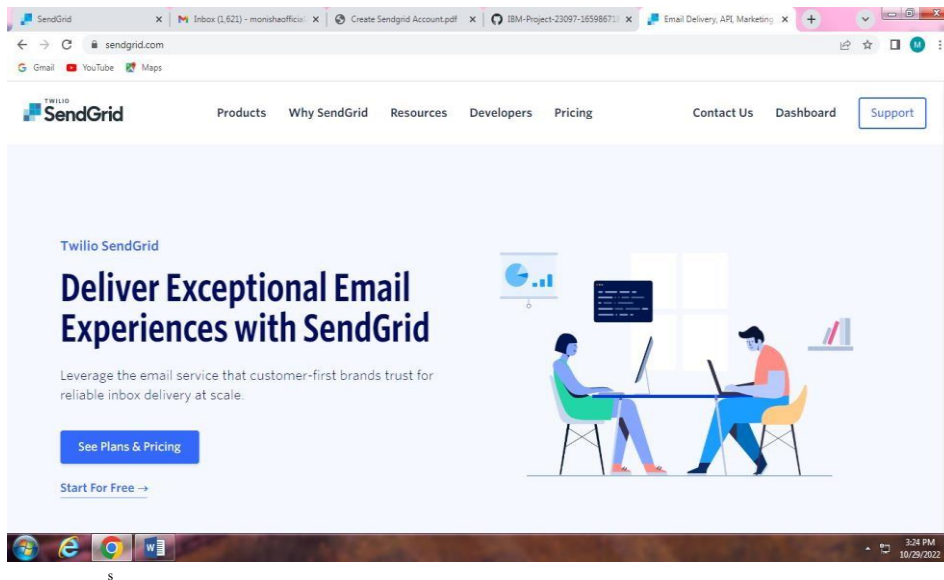 SendGrid
Inbox (1,621) - monishaofficial
Create Sendgrid Account.pdf
IBM-Project-23097-16598671
Email Delivery, API, Marketing
sendgrid.com
M
Gmail
YouTube
Maps
TWILIO
SendGrid
Products
Why SendGrid
Resources
Developers
Pricing
Contact Us
Dashboard
Support
Twilio SendGrid
Deliver Exceptional Email
Experiences with SendGrid
Leverage the email service that customer-first brands trust for
reliable inbox delivery at scale.
See Plans & Pricing
Start For Free →
3:24 PM
10/29/2022
s